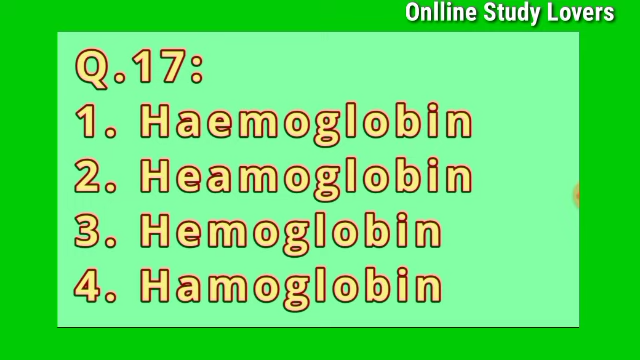 Onlline Study Lovers
Q.17:
1. Haemoglobin
2. Heamoglobin
3. Hemoglobin
4. Hamoglobin